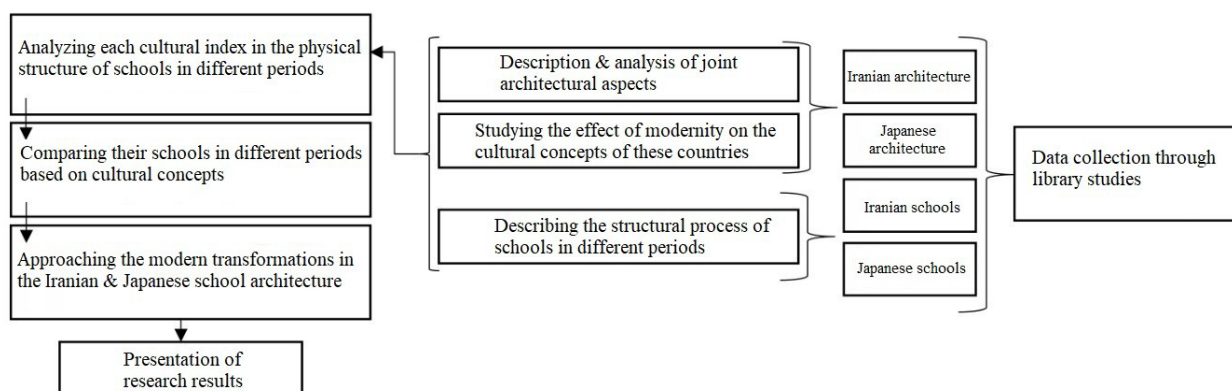 Analyzing each cultural index in the physical
structure of schools in different periods
Comparing their schools in different periods
based on cultural concepts
Approaching the modern transformations in
the Iranian & Japanese school architecture
Presentation of
research results
Description & analysis of joint
architectural aspects
Studying the effect of modernity on the
cultural concepts of these countries
Describing the structural process of
schools in different periods
Iranian architecture
Japanese
architecture
Iranian schools
Japanese schools
Data collection through
library studies